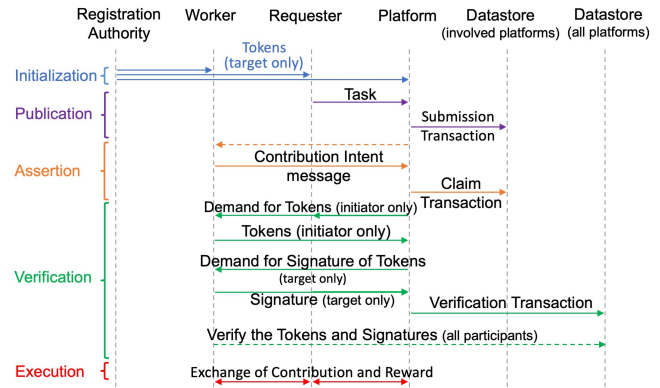 Registration
Authority
Worker
Requester
Platform
Datastore
(involved platforms)
Datastore
(all platforms)
Initialization
Tokens
(target only)
Publication
Task
Submission
Transaction
Assertion
Contribution Intent
message
Claim
Transaction
Verification
Demand for Tokens (initiator only)
Tokens (initiator only)
Demand for Signature of Tokens
(target only)
Signature (target only)
Verification Transaction
Verify the Tokens and Signatures (all participants)
Execution
Exchange of Contribution and Reward